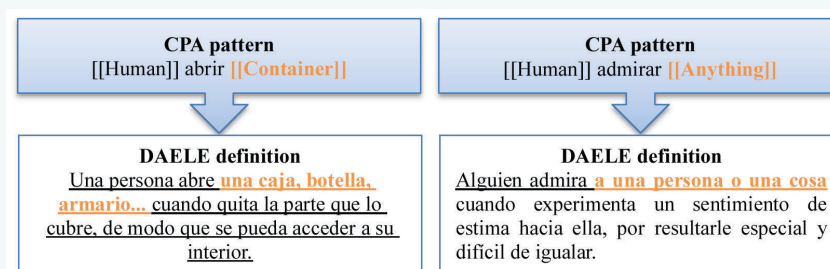 CPA pattern
[[Human]] abrir [[Container]]
DAELE definition
Una persona abre una caja, botella,
armario... cuando quita la parte que lo
cubre, de modo que se pueda acceder a su
interior.
CPA pattern
[[Human]] admirar [[Anything]]
DAELE definition
Alguien admira a una persona o una cosa
cuando experimenta un sentimiento de
estima hacia ella, por resultarle especial y
difícil de igualar.